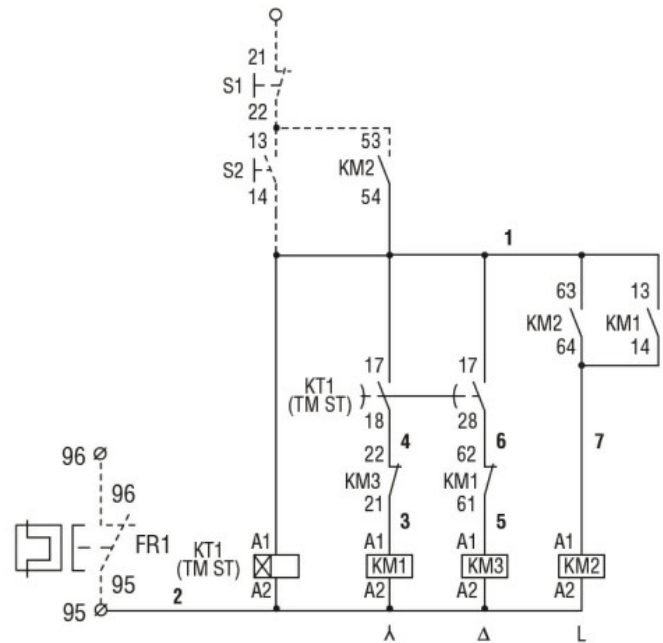 21
S1
22
13 53
S2 KM2
14 54
1
63 13
KM2 KM1
64 14
17 17
KT1
(TM ST)
18 28
4 6 7
22 62
96 KM3 KM1
96 21 61
3 5
FR1 KT1 A1 A1 A1 A1
(TM ST) KM1 KM3 KM2
95 A2 A2 A2 A2
95 2
⅄ Δ L